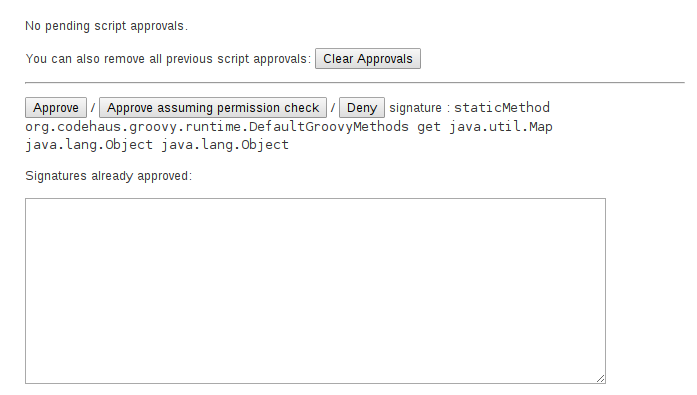 No pending script approvals.
You can also remove all previous script approvals: Clear Approvals
Approve / Approve assuming permission check / Deny signature : staticMethod
org.codehaus.groovy.runtime.DefaultGroovyMethods get java.util.Map
java.lang.Object java.lang.Object
Signatures already approved: